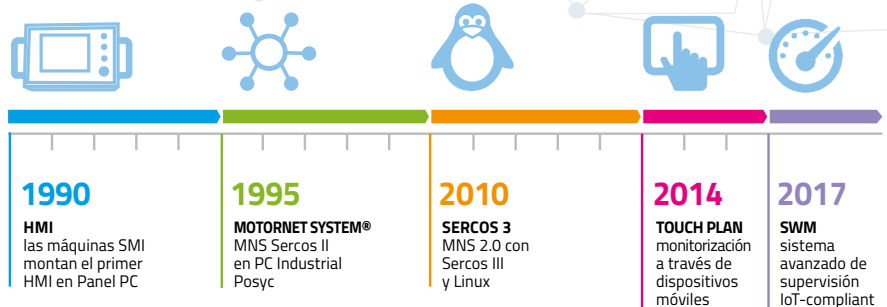 1990
HMI
las máquinas SMI
montan el primer
HMI en Panel PC
1995
MOTORNET SYSTEM®
MNS Sercos II
en PC Industrial
Posyc
2010
SERCOS 3
MNS 2.0 con
Sercos III
y Linux
2014
TOUCH PLAN
monitorización
a través de
dispositivos
móviles
2017
SWM
sistema
avanzado de
supervisión
IoT-compliant